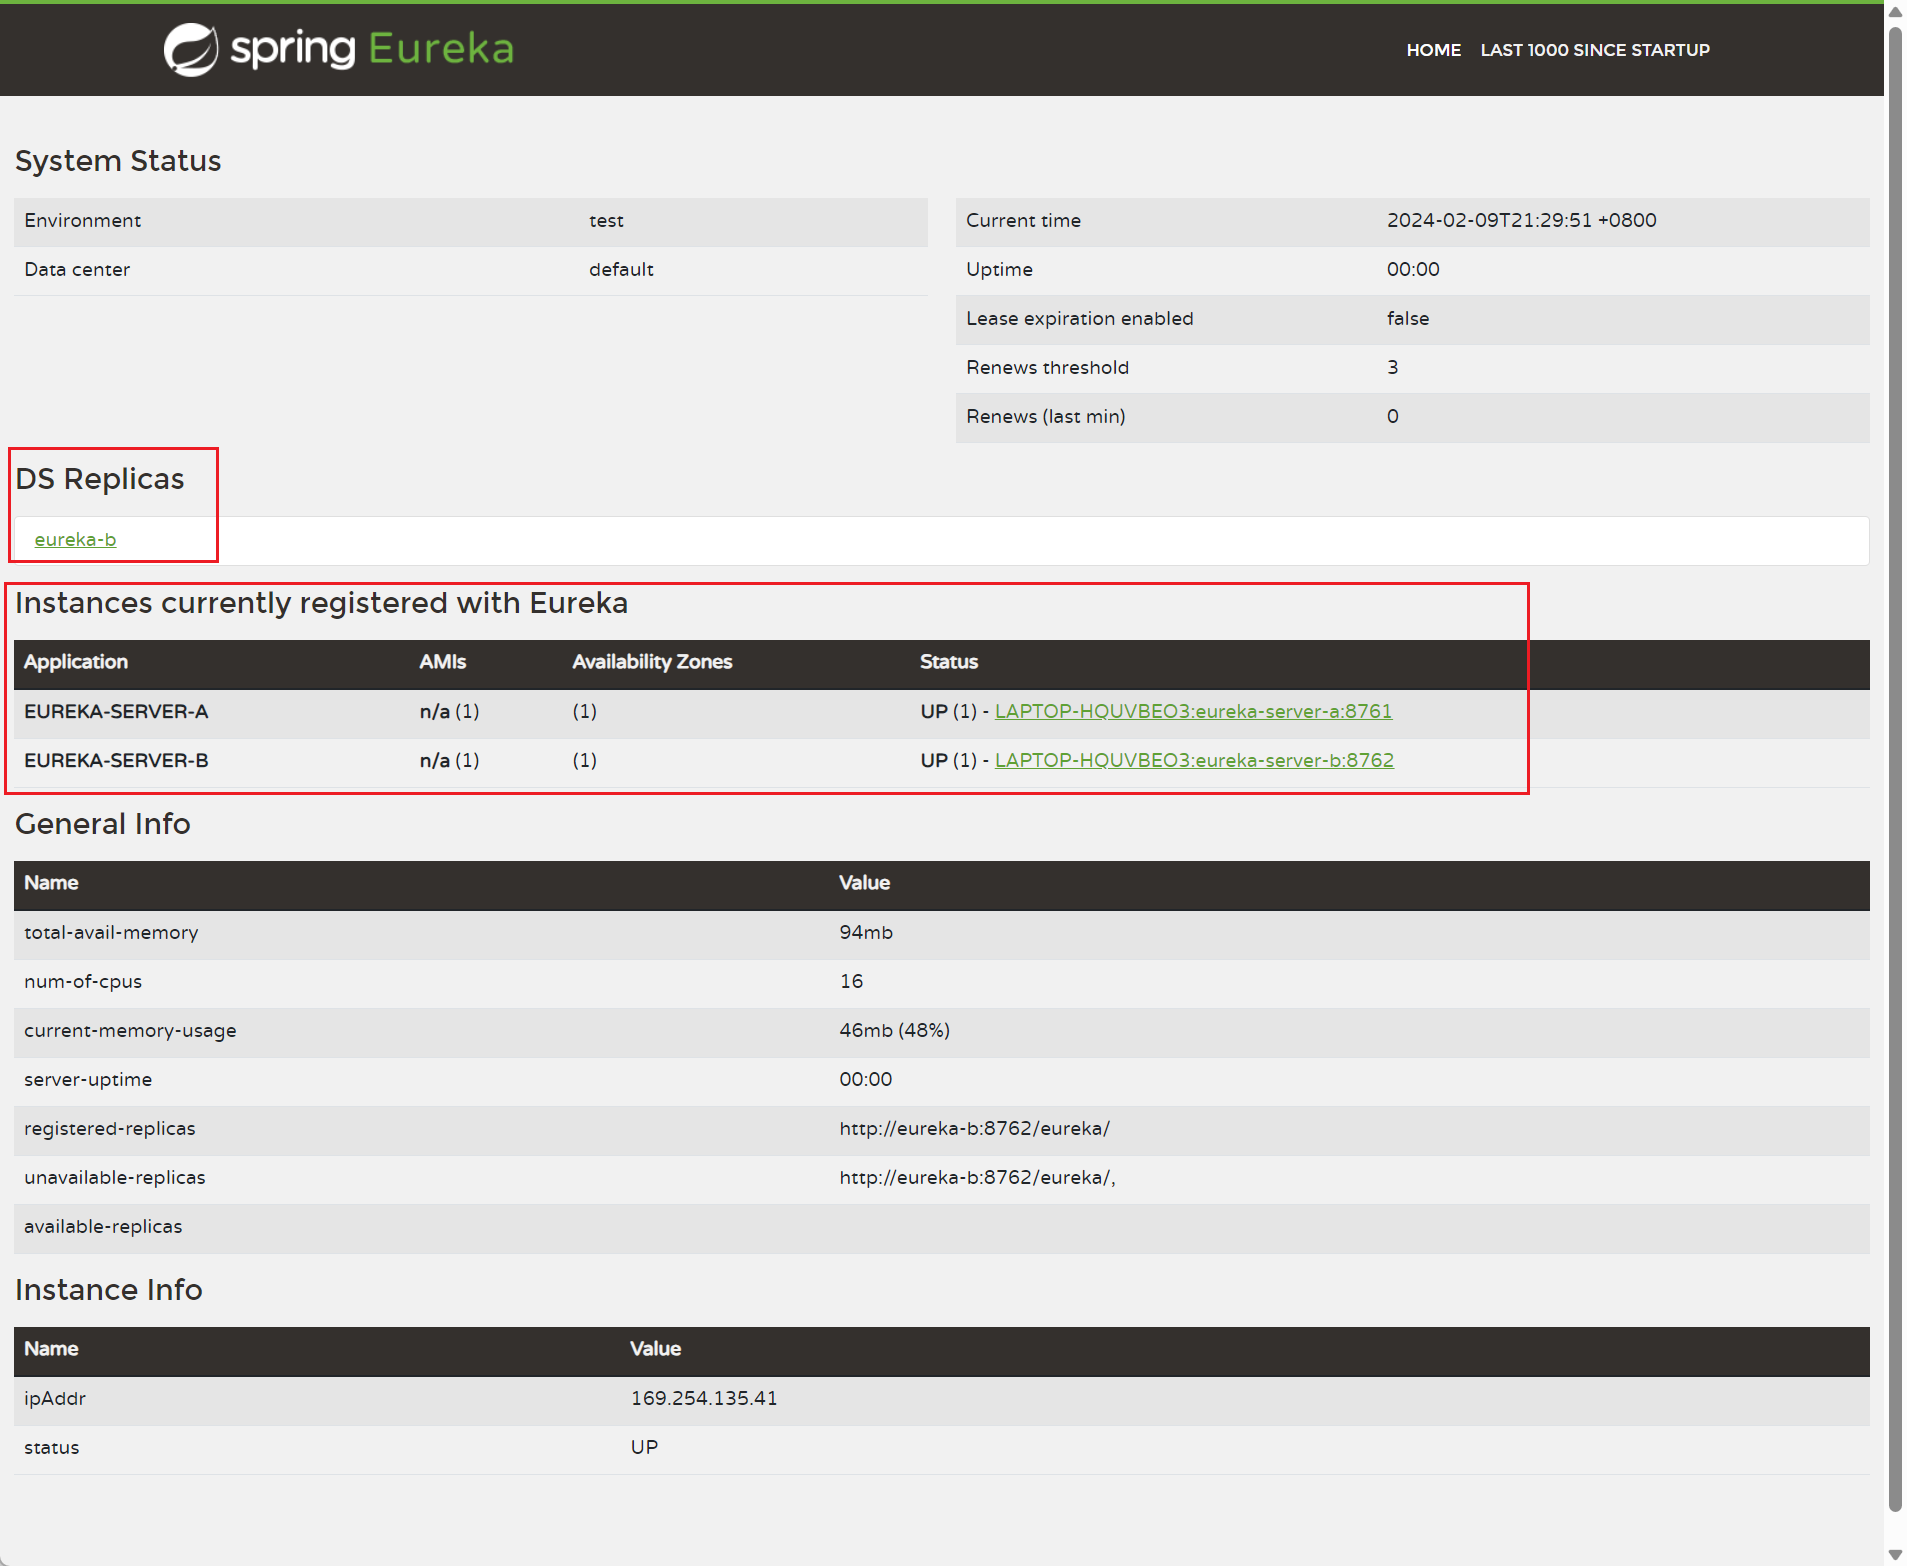 spring Eureka
HOME LAST 1000 SINCE STARTUP
System Status
Environment test
Data center default
Current time 2024-02-09T21:29:51 +0800
Uptime 00:00
Lease expiration enabled false
Renews threshold 3
Renews (last min) 0
DS Replicas
eureka-b
Instances currently registered with Eureka
Application AMIs Availability Zones Status
EUREKA-SERVER-A n/a (1) (1) UP (1) - LAPTOP-HQUVBEO3:eureka-server-a:8761
EUREKA-SERVER-B n/a (1) (1) UP (1) - LAPTOP-HQUVBEO3:eureka-server-b:8762
General Info
Name Value
total-avail-memory 94mb
num-of-cpus 16
current-memory-usage 46mb (48%)
server-uptime 00:00
registered-replicas http://eureka-b:8762/eureka/
unavailable-replicas http://eureka-b:8762/eureka/,
available-replicas
Instance Info
Name Value
ipAddr 169.254.135.41
status UP